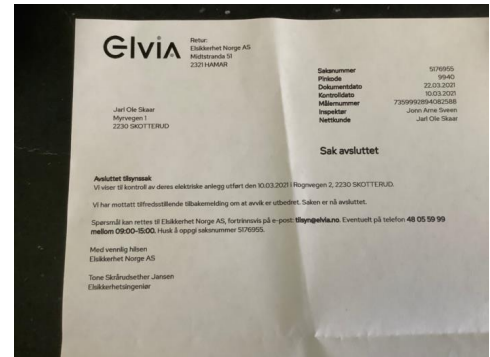 Elvia
Retur:
Elsikkerhet Norge AS
Midtstranda 51
2321 HAMAR
Saksnummer 5176955
Pinkode 9940
Dokumentdato 22.03.2021
Kontrolldato 10.03.2021
Målernummer 7359992894082588
Inspektør Jonn Arne Sveen
Nettkunde Jarl Ole Skaar
Jarl Ole Skaar
Myrvegen 1
2230 SKOTTERUD
Sak avsluttet
Avsluttet tilsynssak
Vi viser til kontroll av deres elektriske anlegg utført den 10.03.2021 i Rognvegen 2, 2230 SKOTTERUD.
Vi har mottatt tilfredsstillende tilbakemelding om at avvik er utbedret. Saken er nå avsluttet.
Spørsmål kan rettes til Elsikkerhet Norge AS, fortrinnsvis på e-post: tilsyn@elvia.no. Eventuelt på telefon 48 05 59 99
mellom 09:00-15:00. Husk å oppgi saksnummer 5176955.
Med vennlig hilsen
Elsikkerhet Norge AS
Tone Skrårudsether Jansen
Elsikkerhetsingeniør